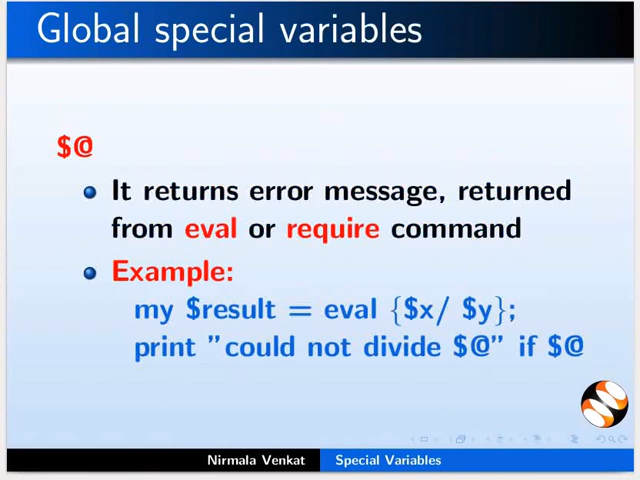 Global special variables
$@
It returns error message, returned
from eval or require command
Example:
my $result = eval {$x/ $y};
print "could not divide $@" if $@
Nirmala Venkat
Special Variables